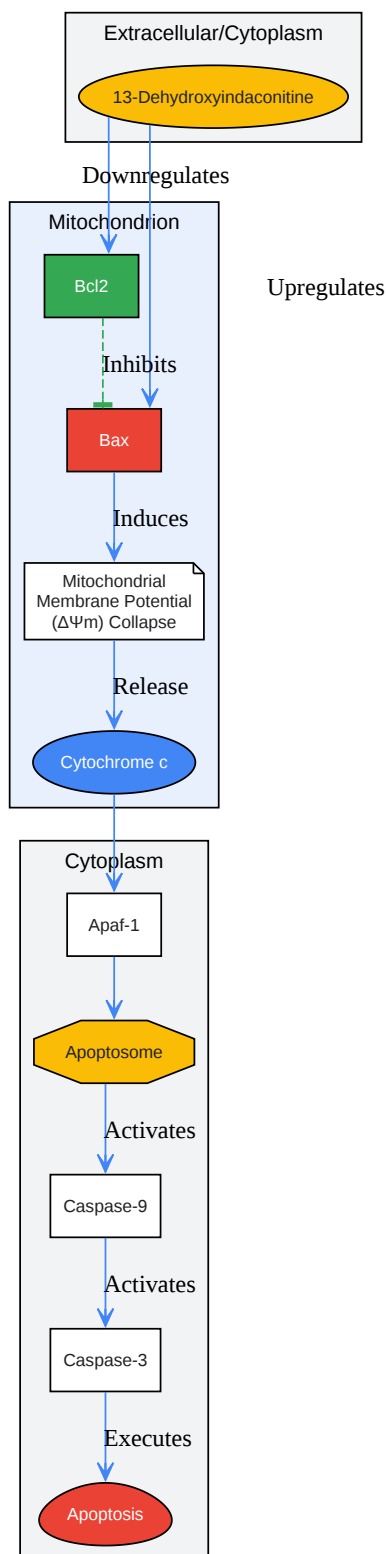 Extracellular/Cytoplasm
13-Dehydroxyindaconitine
Downregulates
Mitochondrion
Bcl2
Upregulates
Inhibits
Bax
Induces
Mitochondrial
Membrane Potential
(ΔΨm) Collapse
Release
Cytochrome c
Cytoplasm
Apaf-1
Apoptosome
Activates
Caspase-9
Activates
Caspase-3
Executes
Apoptosis